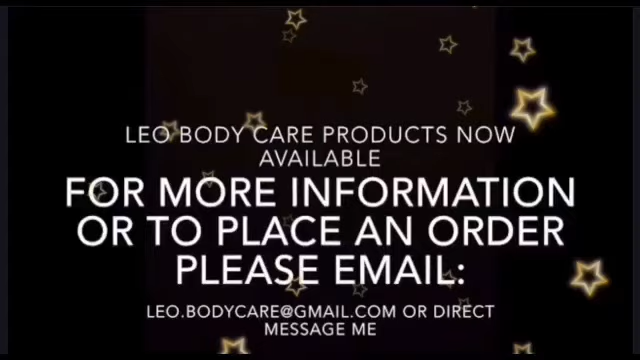 LEO BODY CARE PRODUCTS NOW
AVAILABLE
FOR MORE INFORMATION
OR TO PLACE AN ORDER
PLEASE EMAIL:
LEO.BODYCARE@GMAIL.COM OR DIRECT
MESSAGE ME